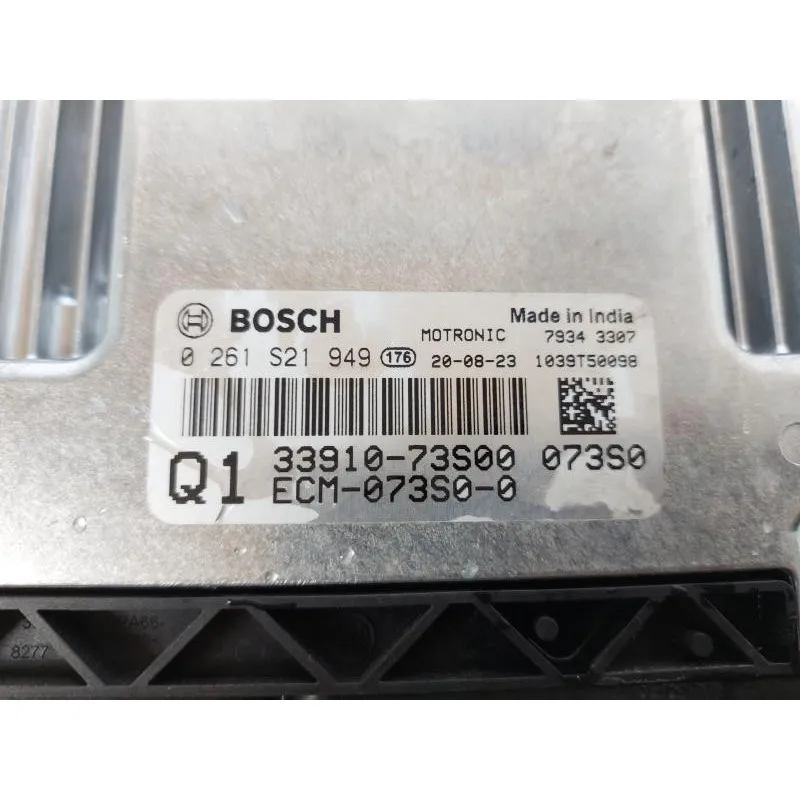 BOSCH
Made in India
MOTRONIC 7934 3307
0 261 S21 949 176 20-08-23 1039T50098
Q1 33910-73S00 073S0
ECM-073S0-0
8277